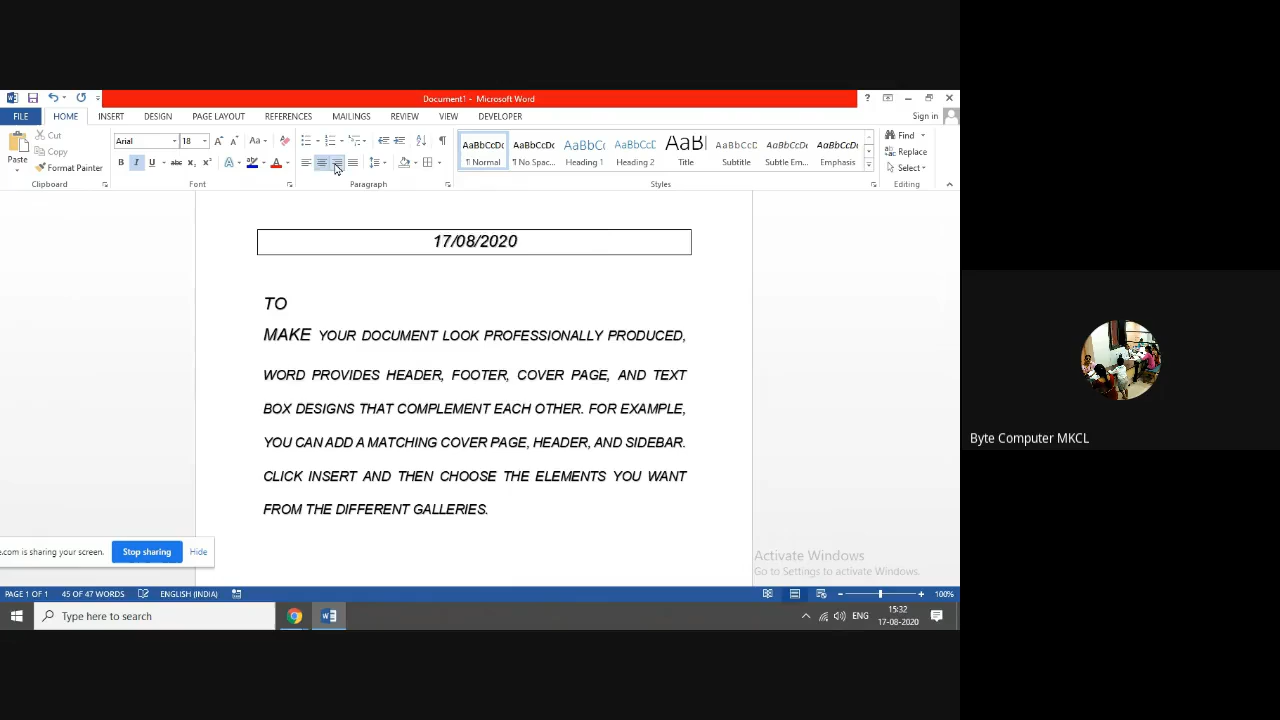 Document1 - Microsoft Word
Sign in
FILE HOME INSERT DESIGN PAGE LAYOUT REFERENCES MAILINGS REVIEW VIEW DEVELOPER
Paste
Cut
Copy
Format Painter
Clipboard
Arial 18
Font
Paragraph
AaBbCcDc AaBbCcDc AaBbC( AaBbCc( AaBl AaBbCcC AaBbCcDc AaBbCcDc
¶ Normal ¶ No Spac... Heading 1 Heading 2 Title Subtitle Subtle Em... Emphasis
Styles
Find
Replace
Select
Editing
17/08/2020
TO
MAKE YOUR DOCUMENT LOOK PROFESSIONALLY PRODUCED,
WORD PROVIDES HEADER, FOOTER, COVER PAGE, AND TEXT
BOX DESIGNS THAT COMPLEMENT EACH OTHER. FOR EXAMPLE,
YOU CAN ADD A MATCHING COVER PAGE, HEADER, AND SIDEBAR.
CLICK INSERT AND THEN CHOOSE THE ELEMENTS YOU WANT
FROM THE DIFFERENT GALLERIES.
Byte Computer MKCL
e.com is sharing your screen. Stop sharing Hide
Activate Windows
Go to Settings to activate Windows.
PAGE 1 OF 1 45 OF 47 WORDS ENGLISH (INDIA) 100%
Type here to search
ENG
15:32
17-08-2020